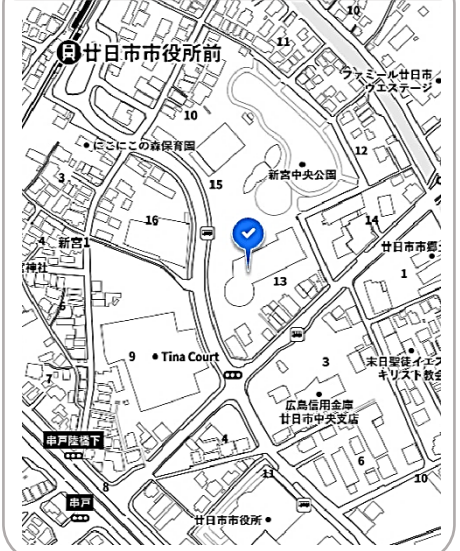 10
廿日市市役所前
11
ファミール廿日市
ウエステージ
10
にこにこの森保育園
12
3
新宮中央公園
15
16
14
4
新宮1
廿日市市郷土
宮神社
13
1
5
9
Tina Court
3
末日聖徒イエス
キリスト教会
7
広島信用金庫
廿日市中央支店
串戸陸橋下
4
6
11
8
10
串戸
廿日市市役所